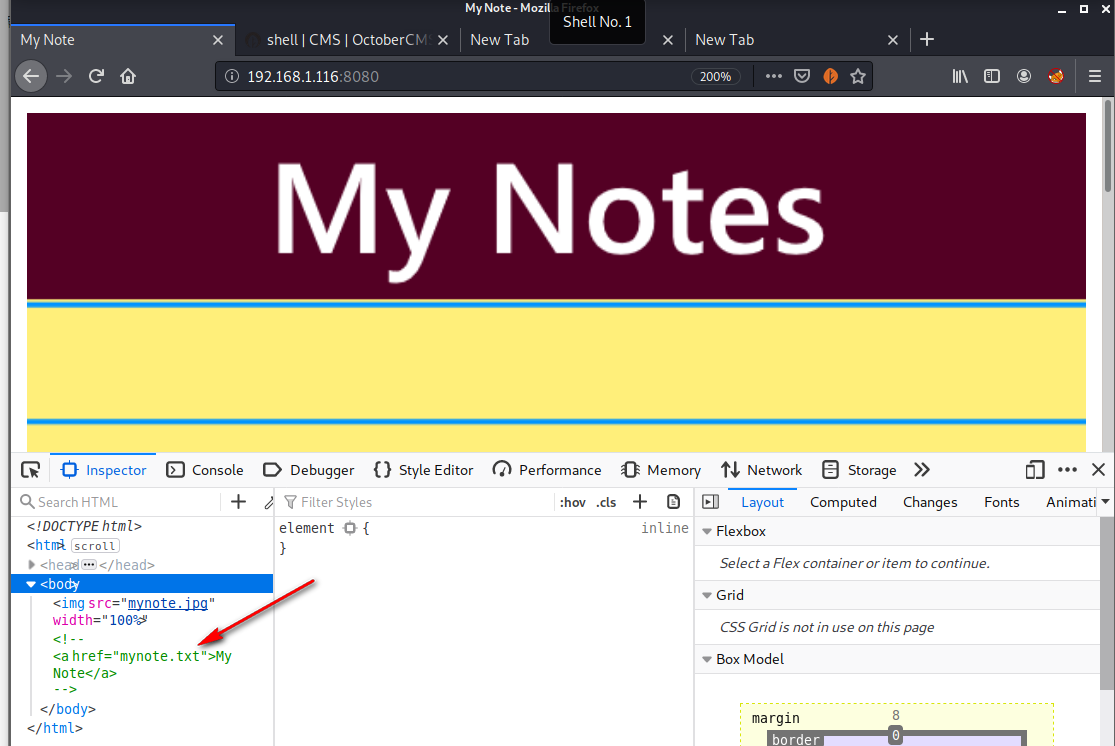 My Note - Mozilla Firefox
Shell No. 1
My Note
shell | CMS | OctoberCMS
New Tab
New Tab
192.168.1.116:8080
200%
My Notes
Inspector
Console
Debugger
Style Editor
Performance
Memory
Network
Storage
Search HTML
Filter Styles
:hov
.cls
Layout
Computed
Changes
Fonts
Animati
<!DOCTYPE html>
<html> scroll
<head> ••• </head>
<body>
<img src="mynote.jpg"
width="100%">
<!--
<a href="mynote.txt">My
Note</a>
-->
</body>
</html>
element {
inline
}
Flexbox
Select a Flex container or item to continue.
Grid
CSS Grid is not in use on this page
Box Model
margin
8
border
0